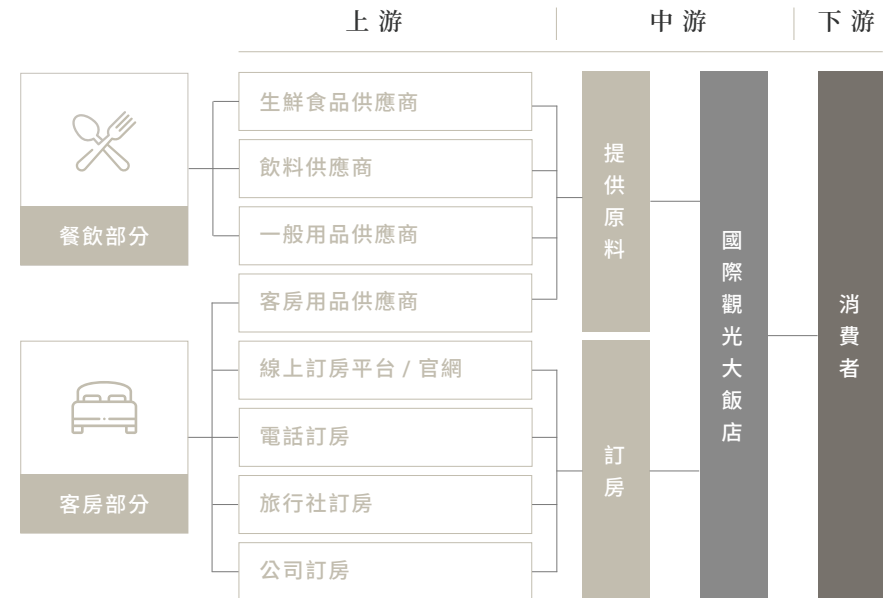 上游
中游
下游
餐飲部分
客房部分
生鮮食品供應商
飲料供應商
一般用品供應商
客房用品供應商
線上訂房平台 / 官網
電話訂房
旅行社訂房
公司訂房
提供原料
訂房
國際觀光大飯店
消費者